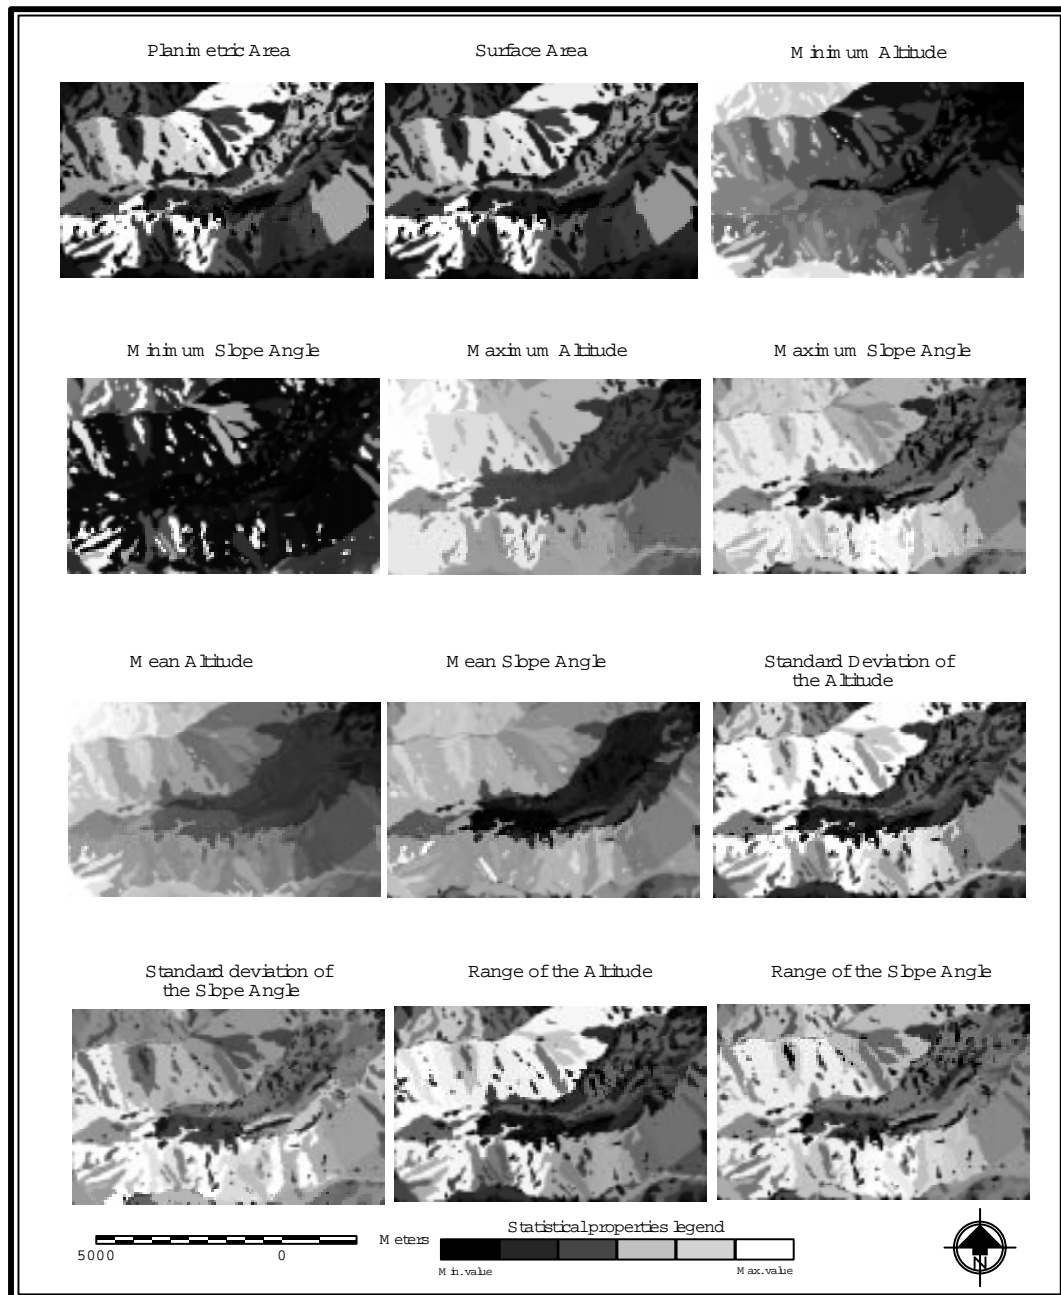 Planimetric Area
Surface Area
Minimum Altitude
Minimum Slope Angle
Maximum Altitude
Maximum Slope Angle
Mean Altitude
Mean Slope Angle
Standard Deviation of
the Altitude
Standard deviation of
the Slope Angle
Range of the Altitude
Range of the Slope Angle
5000 0 Meters
Statistical properties legend
Min.value Max.value
N